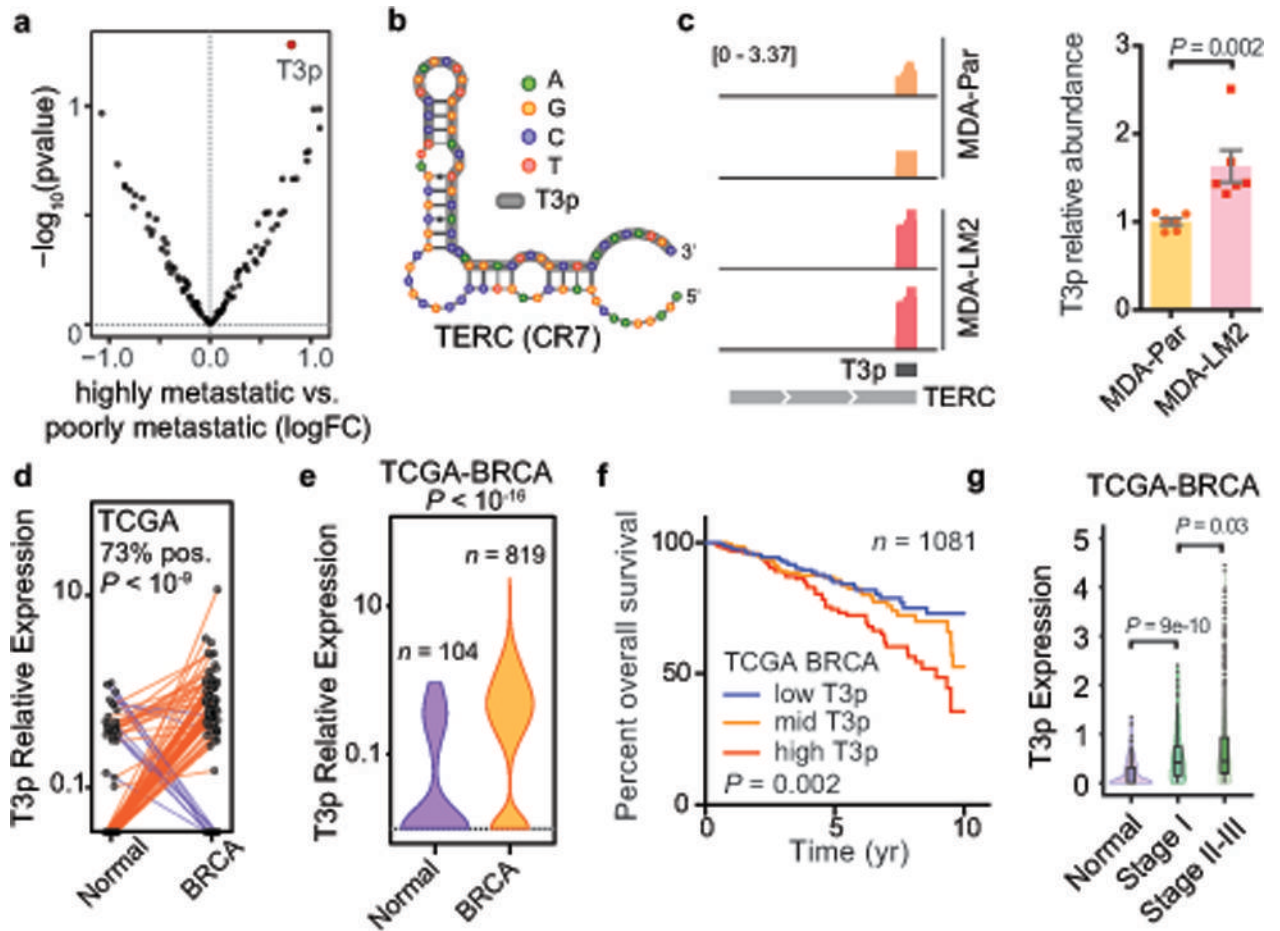 a
T3p
1
0
−log10(pvalue)
−1.0 0.0 1.0
highly metastatic vs.
poorly metastatic (logFC)
b
A
G
C
T
T3p
3'
5'
TERC (CR7)
c
[0 - 3.37]
MDA-Par
MDA-LM2
T3p
TERC
P = 0.002
T3p relative abundance
3
2
1
0
MDA-Par
MDA-LM2
d
TCGA
73% pos.
P < 10-9
T3p Relative Expression
10
0.1
Normal
BRCA
e
TCGA-BRCA
P < 10-16
n = 819
n = 104
T3p Relative Expression
10
0.1
Normal
BRCA
f
n = 1081
Percent overall survival
100
50
0
TCGA BRCA
low T3p
mid T3p
high T3p
P = 0.002
0 5 10
Time (yr)
g
TCGA-BRCA
P = 0.03
P = 9e-10
T3p Expression
5
4
3
2
1
0
Normal
Stage I
Stage II-III